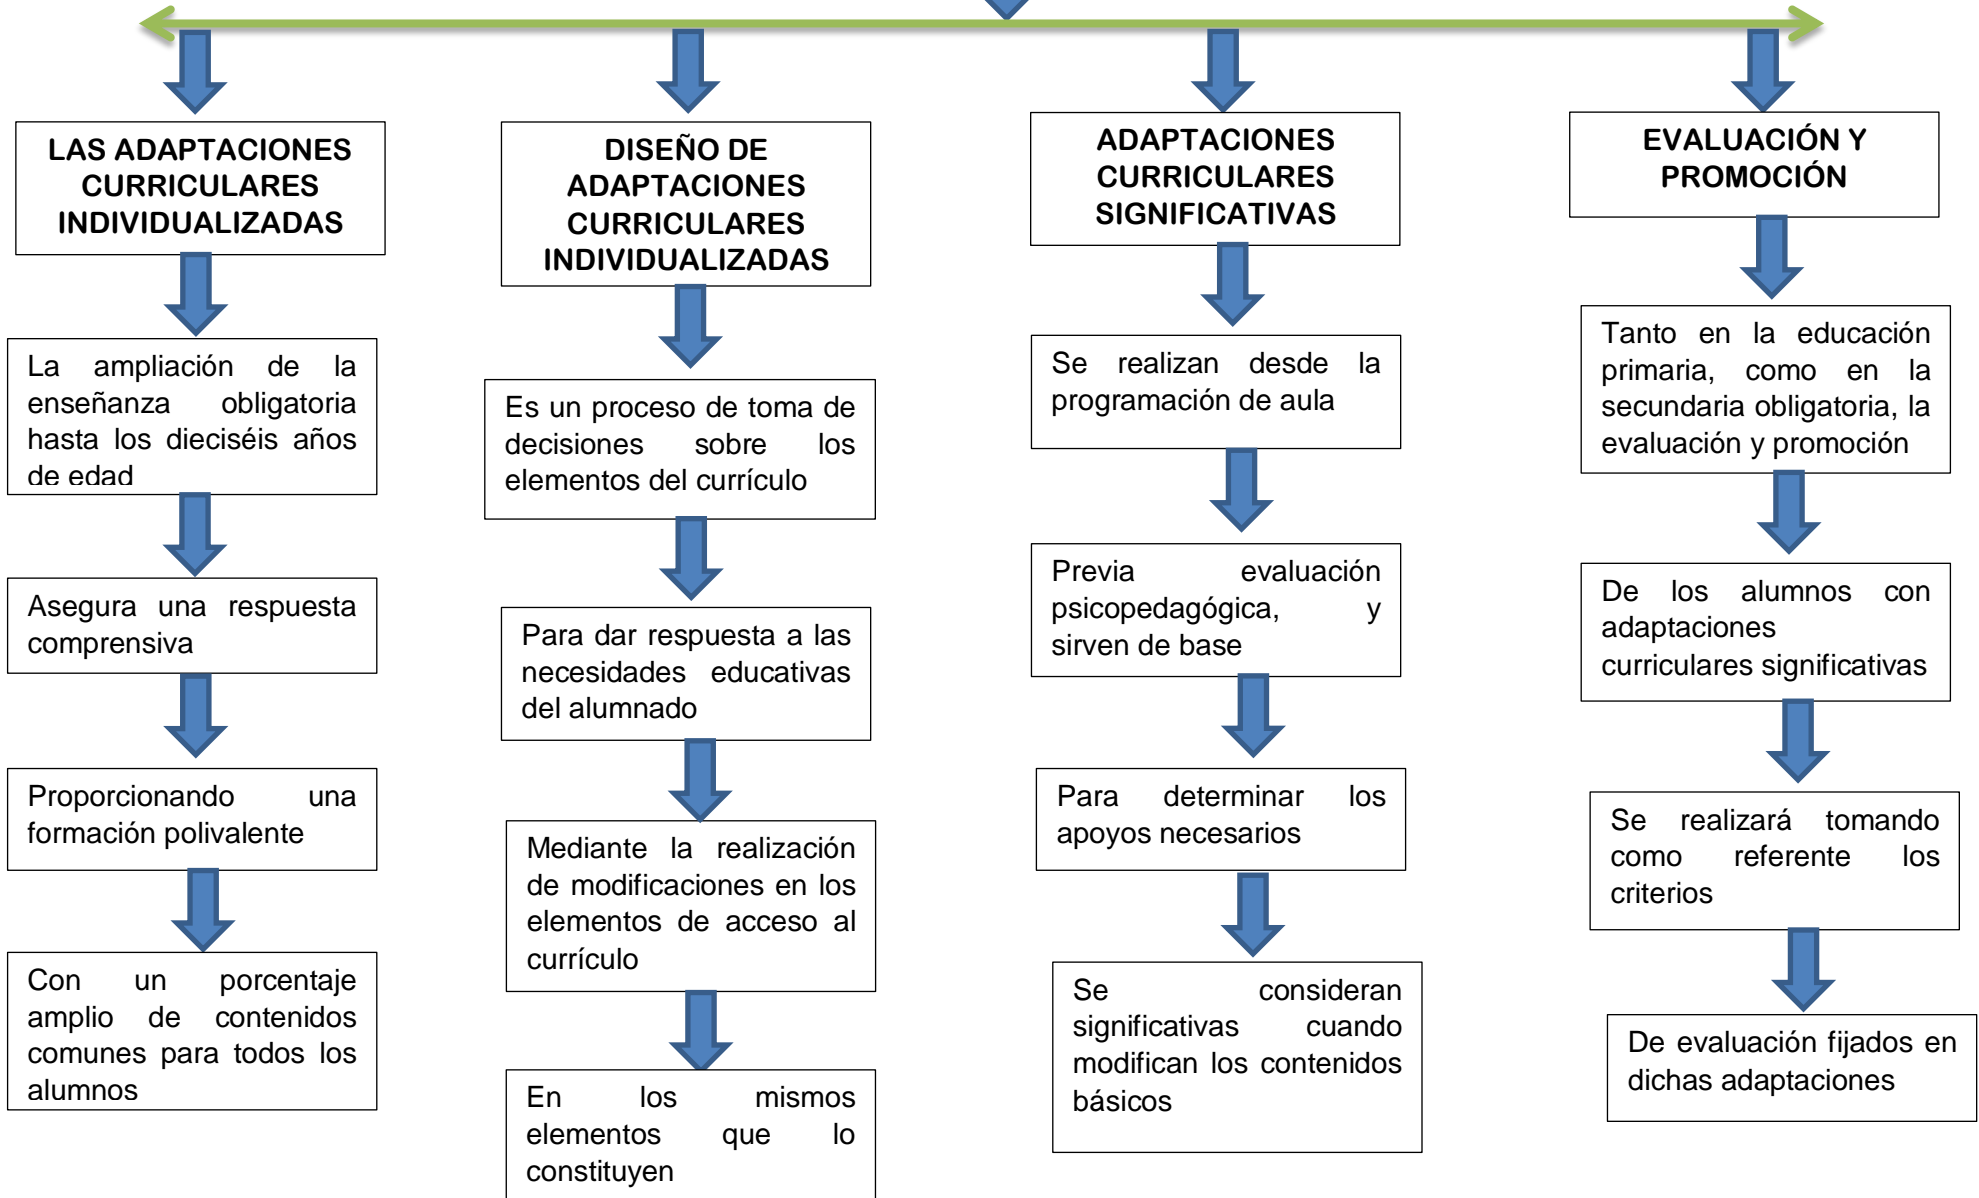 LAS ADAPTACIONES
CURRICULARES
INDIVIDUALIZADAS
La ampliación de la
enseñanza obligatoria
hasta los dieciséis años
de edad
Asegura una respuesta
comprensiva
Proporcionando una
formación polivalente
Con un porcentaje
amplio de contenidos
comunes para todos los
alumnos
DISEÑO DE
ADAPTACIONES
CURRICULARES
INDIVIDUALIZADAS
Es un proceso de toma de
decisiones sobre los
elementos del currículo
Para dar respuesta a las
necesidades educativas
del alumnado
Mediante la realización
de modificaciones en los
elementos de acceso al
currículo
En los mismos
elementos que lo
constituyen
ADAPTACIONES
CURRICULARES
SIGNIFICATIVAS
Se realizan desde la
programación de aula
Previa evaluación
psicopedagógica, y
sirven de base
Para determinar los
apoyos necesarios
Se consideran
significativas cuando
modifican los contenidos
básicos
EVALUACIÓN Y
PROMOCIÓN
Tanto en la educación
primaria, como en la
secundaria obligatoria, la
evaluación y promoción
De los alumnos con
adaptaciones
curriculares significativas
Se realizará tomando
como referente los
criterios
De evaluación fijados en
dichas adaptaciones